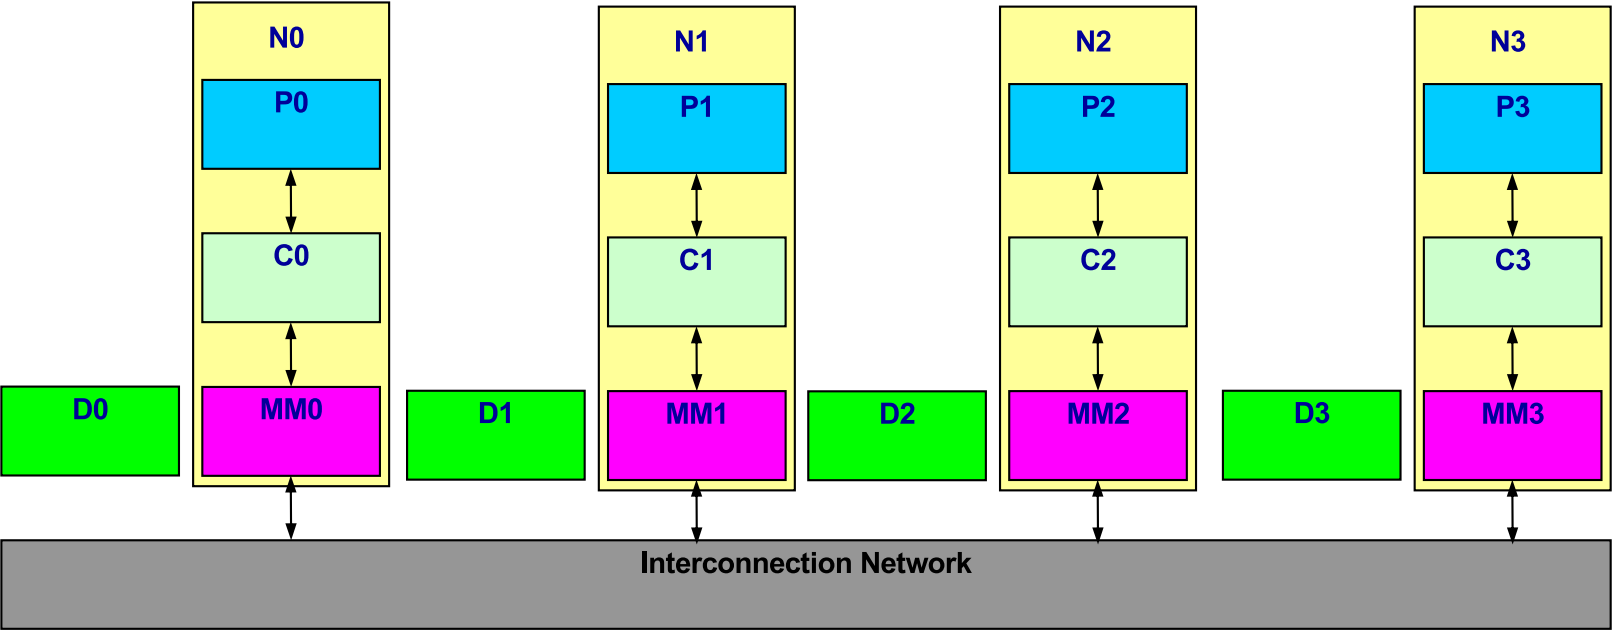 N0
N1
N2
N3
P0
P1
P2
P3
C0
C1
C2
C3
D0
MM0
D1
MM1
D2
MM2
D3
MM3
Interconnection Network